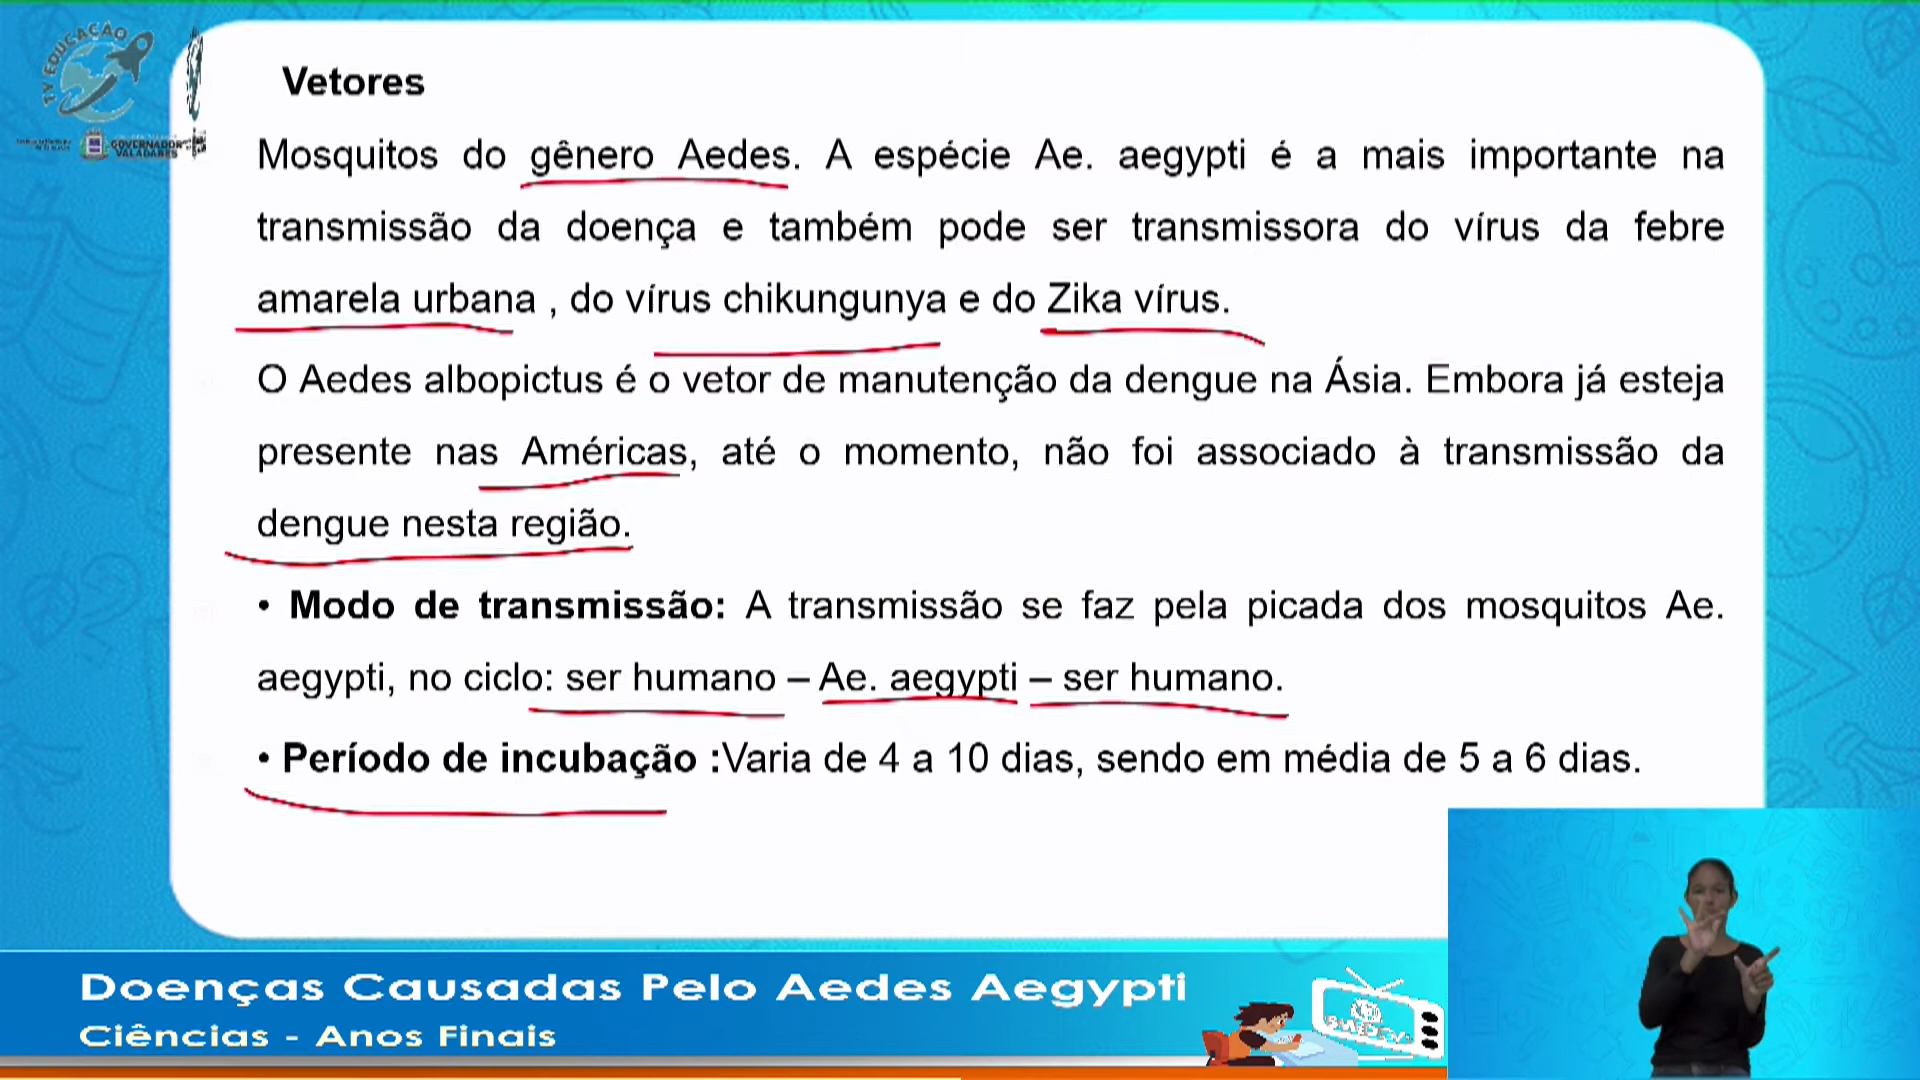 TV EDUCAÇÃO
GOVERNADOR
VALADARES
Vetores
Mosquitos do gênero Aedes. A espécie Ae. aegypti é a mais importante na
transmissão da doença e também pode ser transmissora do vírus da febre
amarela urbana , do vírus chikungunya e do Zika vírus.
O Aedes albopictus é o vetor de manutenção da dengue na Ásia. Embora já esteja
presente nas Américas, até o momento, não foi associado à transmissão da
dengue nesta região.
• Modo de transmissão: A transmissão se faz pela picada dos mosquitos Ae.
aegypti, no ciclo: ser humano – Ae. aegypti – ser humano.
• Período de incubação :Varia de 4 a 10 dias, sendo em média de 5 a 6 dias.
Doenças Causadas Pelo Aedes Aegypti
Ciências - Anos Finais